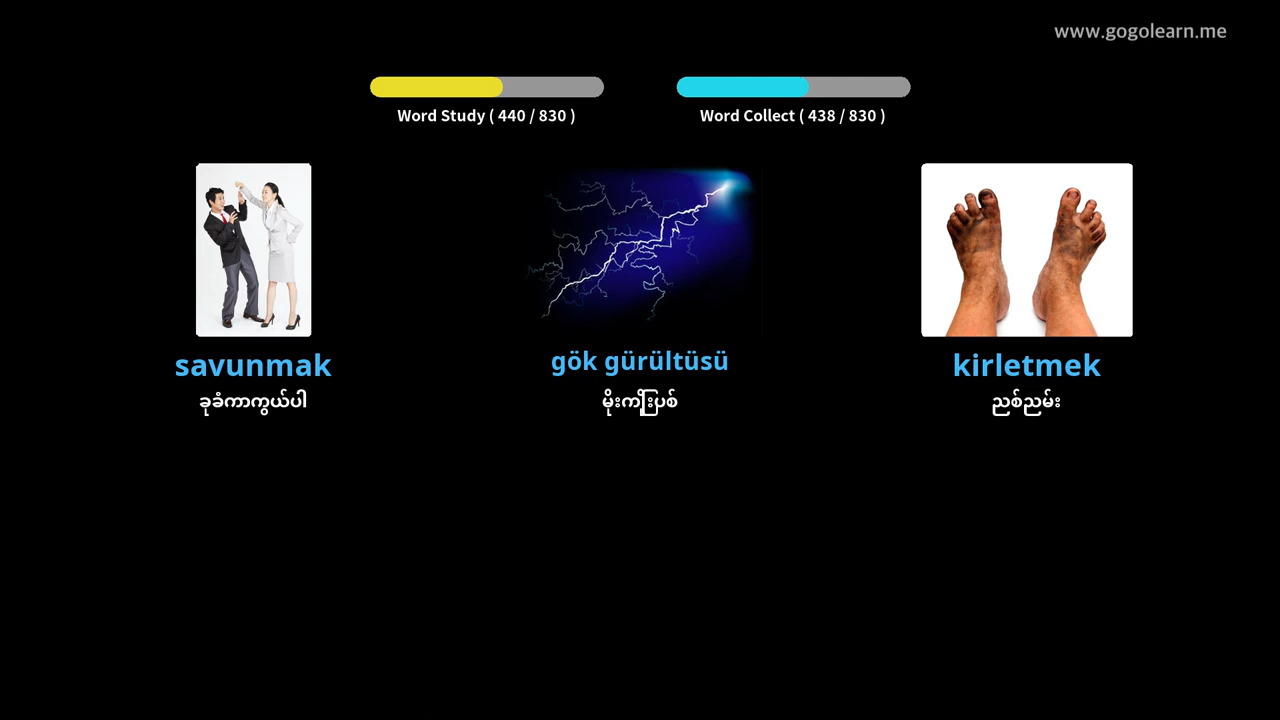 www.gogolearn.me
Word Study ( 440 / 830 )
Word Collect ( 438 / 830 )
savunmak
ခုခံကာကွယ်ပါ
gök gürültüsü
မိုးကြိုးပစ်
kirletmek
ညစ်ညမ်း